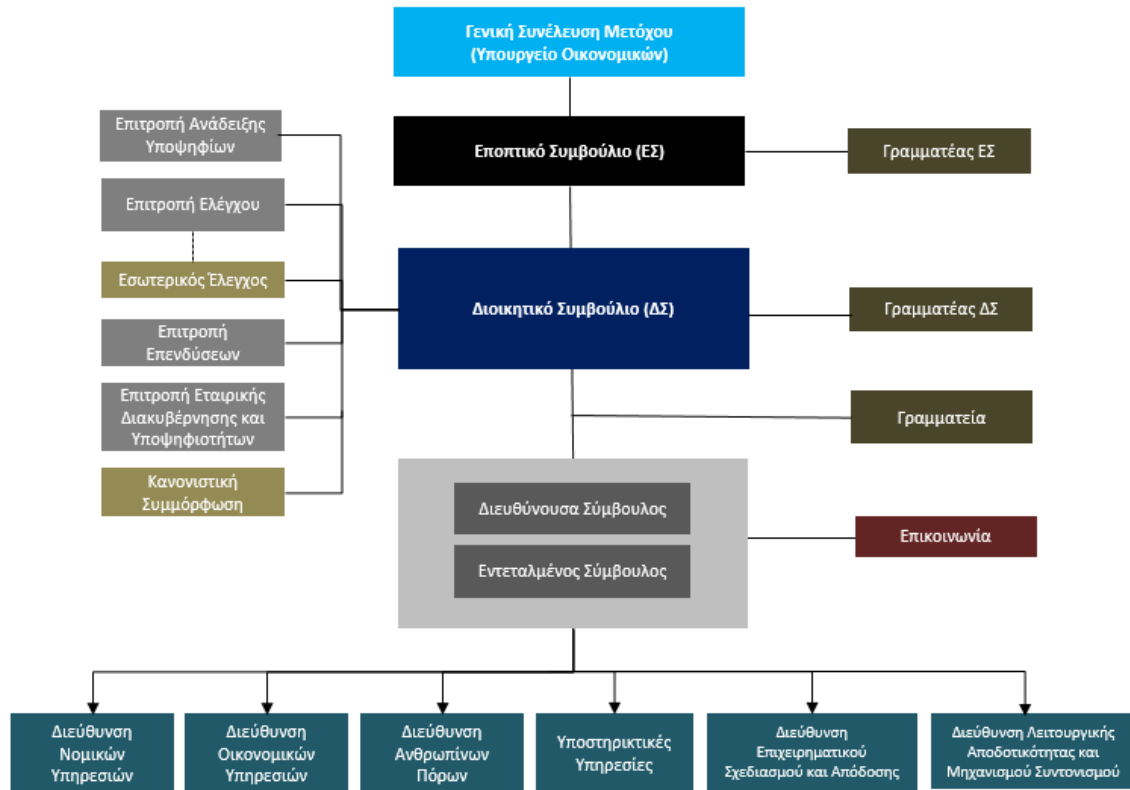 Γενική Συνέλευση Μετόχου
(Υπουργείο Οικονομικών)
Επιτροπή Ανάδειξης
Υποψηφίων
Εποπτικό Συμβούλιο (ΕΣ)
Γραμματέας ΕΣ
Επιτροπή Ελέγχου
Εσωτερικός Έλεγχος
Διοικητικό Συμβούλιο (ΔΣ)
Γραμματέας ΔΣ
Επιτροπή
Επενδύσεων
Επιτροπή Εταιρικής
Διακυβέρνησης και
Υποψηφιοτήτων
Γραμματεία
Κανονιστική
Συμμόρφωση
Διευθύνουσα Σύμβουλος
Εντεταλμένος Σύμβουλος
Επικοινωνία
Διεύθυνση
Νομικών
Υπηρεσιών
Διεύθυνση
Οικονομικών
Υπηρεσιών
Διεύθυνση
Ανθρωπίνων
Πόρων
Υποστηρικτικές
Υπηρεσίες
Διεύθυνση
Επιχειρηματικού
Σχεδιασμού και Απόδοσης
Διεύθυνση Λειτουργικής
Αποδοτικότητας και
Μηχανισμού Συντονισμού